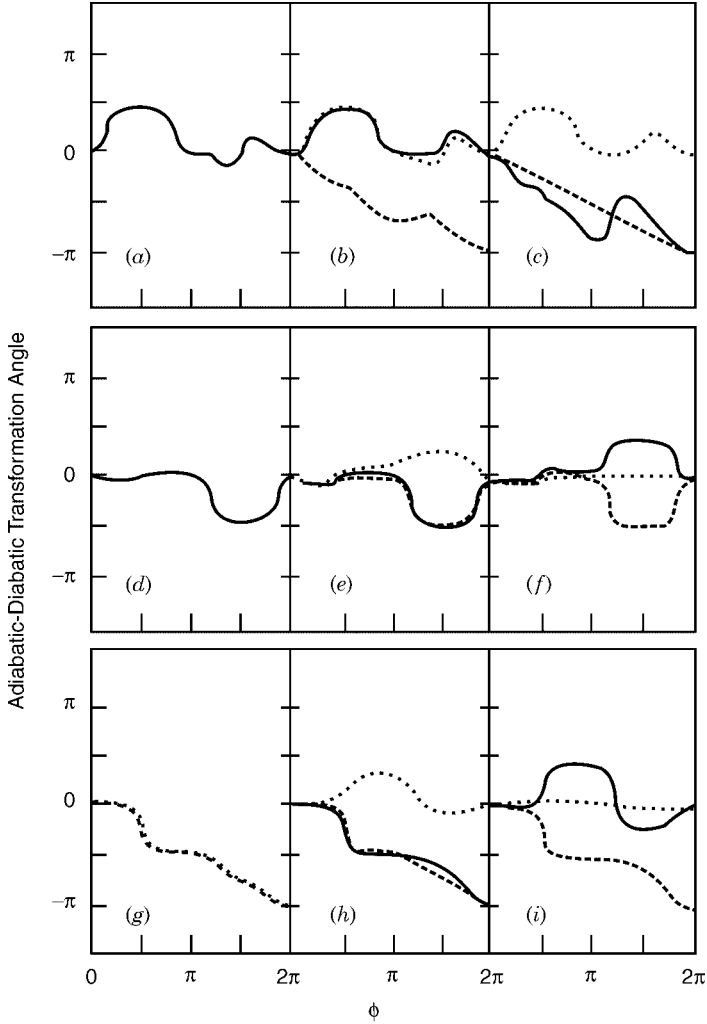 π
0
−π
(a)
(b)
(c)
Adiabatic-Diabatic Transformation Angle
π
0
−π
(d)
(e)
(f)
π
0
−π
(g)
(h)
(i)
0
π
2π
π
2π
π
2π
ϕ